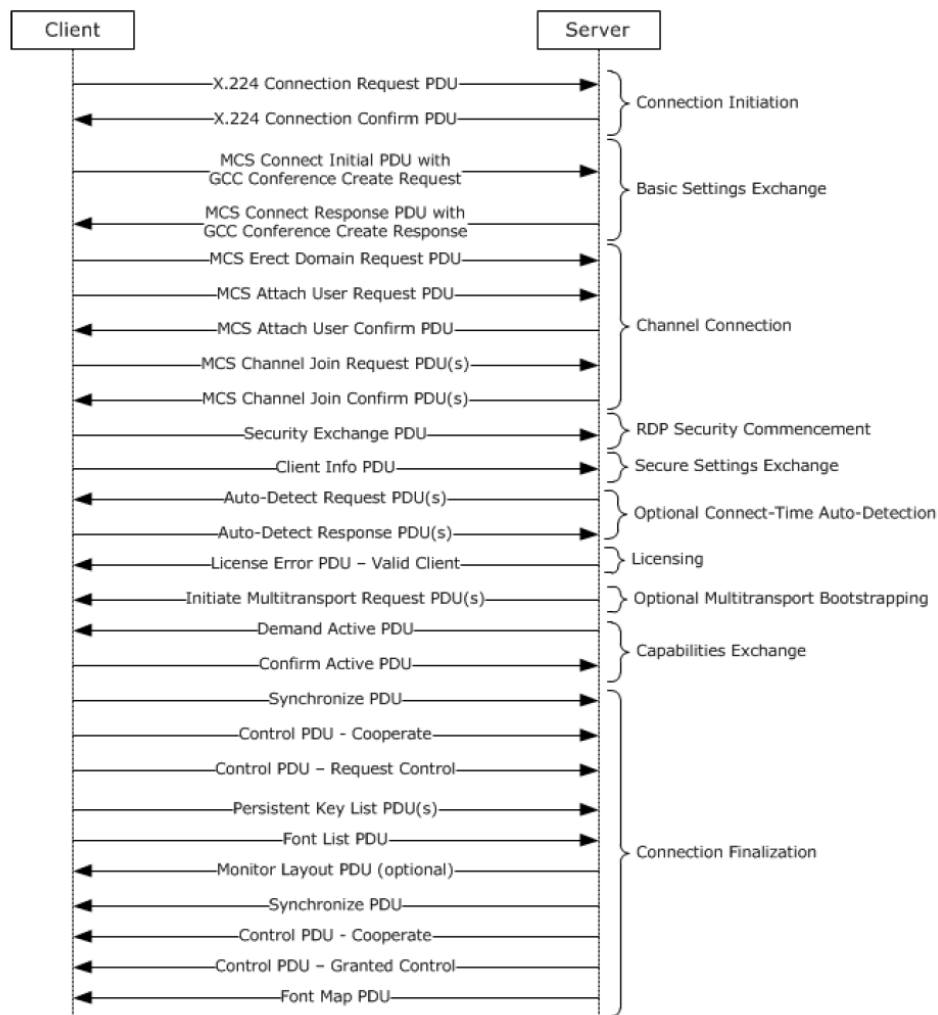 Client
Server
X.224 Connection Request PDU
X.224 Connection Confirm PDU
Connection Initiation
MCS Connect Initial PDU with
GCC Conference Create Request
MCS Connect Response PDU with
GCC Conference Create Response
Basic Settings Exchange
MCS Erect Domain Request PDU
MCS Attach User Request PDU
MCS Attach User Confirm PDU
MCS Channel Join Request PDU(s)
MCS Channel Join Confirm PDU(s)
Channel Connection
Security Exchange PDU
RDP Security Commencement
Client Info PDU
Secure Settings Exchange
Auto-Detect Request PDU(s)
Auto-Detect Response PDU(s)
Optional Connect-Time Auto-Detection
License Error PDU – Valid Client
Licensing
Initiate Multitransport Request PDU(s)
Optional Multitransport Bootstrapping
Demand Active PDU
Confirm Active PDU
Capabilities Exchange
Synchronize PDU
Control PDU - Cooperate
Control PDU – Request Control
Persistent Key List PDU(s)
Font List PDU
Monitor Layout PDU (optional)
Synchronize PDU
Control PDU - Cooperate
Control PDU – Granted Control
Font Map PDU
Connection Finalization